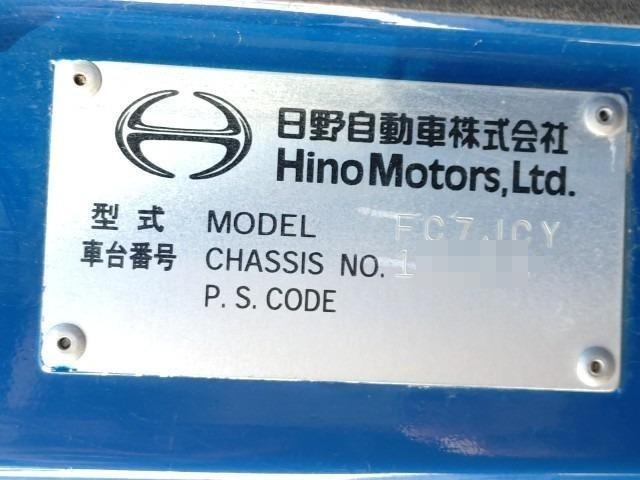 日野自動車株式会社
Hino Motors, Ltd.
型式 MODEL FC7JCY
車台番号 CHASSIS NO. 1
P. S. CODE